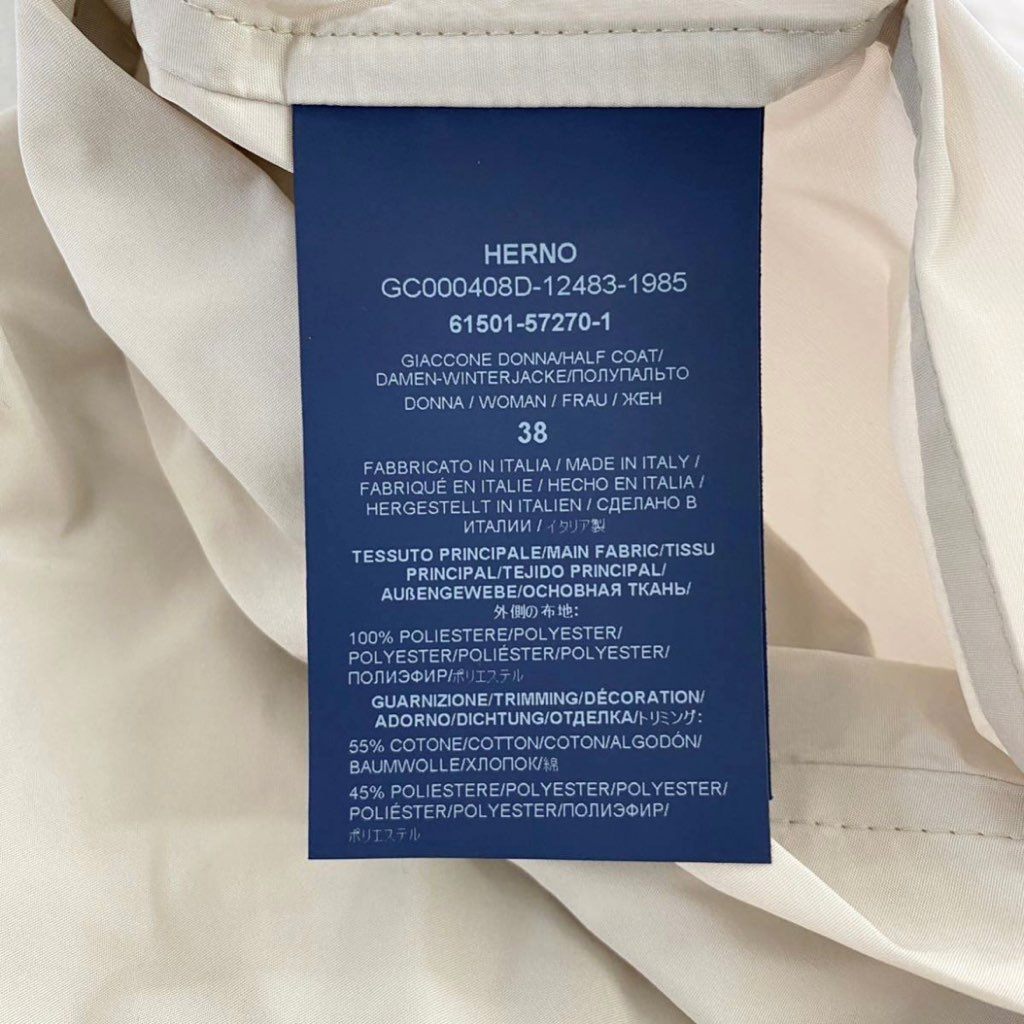 HERNO
GC000408D-12483-1985
61501-57270-1
GIACCONE DONNA/HALF COAT/
DAMEN-WINTERJACKE/ПОЛУПАЛЬТО
DONNA / WOMAN / FRAU / ЖЕН
38
FABBRICATO IN ITALIA / MADE IN ITALY /
FABRIQUÉ EN ITALIE / HECHO EN ITALIA /
HERGESTELLT IN ITALIEN / СДЕЛАНО В
ИТАЛИИ / イタリア製
TESSUTO PRINCIPALE/MAIN FABRIC/TISSU
PRINCIPAL/TEJIDO PRINCIPAL/
AUßENGEWEBE/ОСНОВНАЯ ТКАНЬ/
外側の布地:
100% POLIESTERE/POLYESTER/
POLYESTER/POLIÉSTER/POLYESTER/
ПОЛИЭФИР/ポリエステル
GUARNIZIONE/TRIMMING/DÉCORATION/
ADORNO/DICHTUNG/ОТДЕЛКА/トリミング:
55% COTONE/COTTON/COTON/ALGODÓN/
BAUMWOLLE/ХЛОПОК/綿
45% POLIESTERE/POLYESTER/POLYESTER/
POLIÉSTER/POLYESTER/ПОЛИЭФИР/
ポリエステル